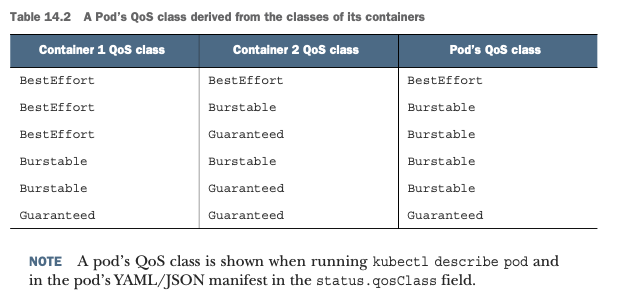 Table 14.2 A Pod's QoS class derived from the classes of its containers
Container 1 QoS class Container 2 QoS class Pod's QoS class
BestEffort BestEffort BestEffort
BestEffort Burstable Burstable
BestEffort Guaranteed Burstable
Burstable Burstable Burstable
Burstable Guaranteed Burstable
Guaranteed Guaranteed Guaranteed
NOTE A pod's QoS class is shown when running kubectl describe pod and
in the pod's YAML/JSON manifest in the status.qosClass field.